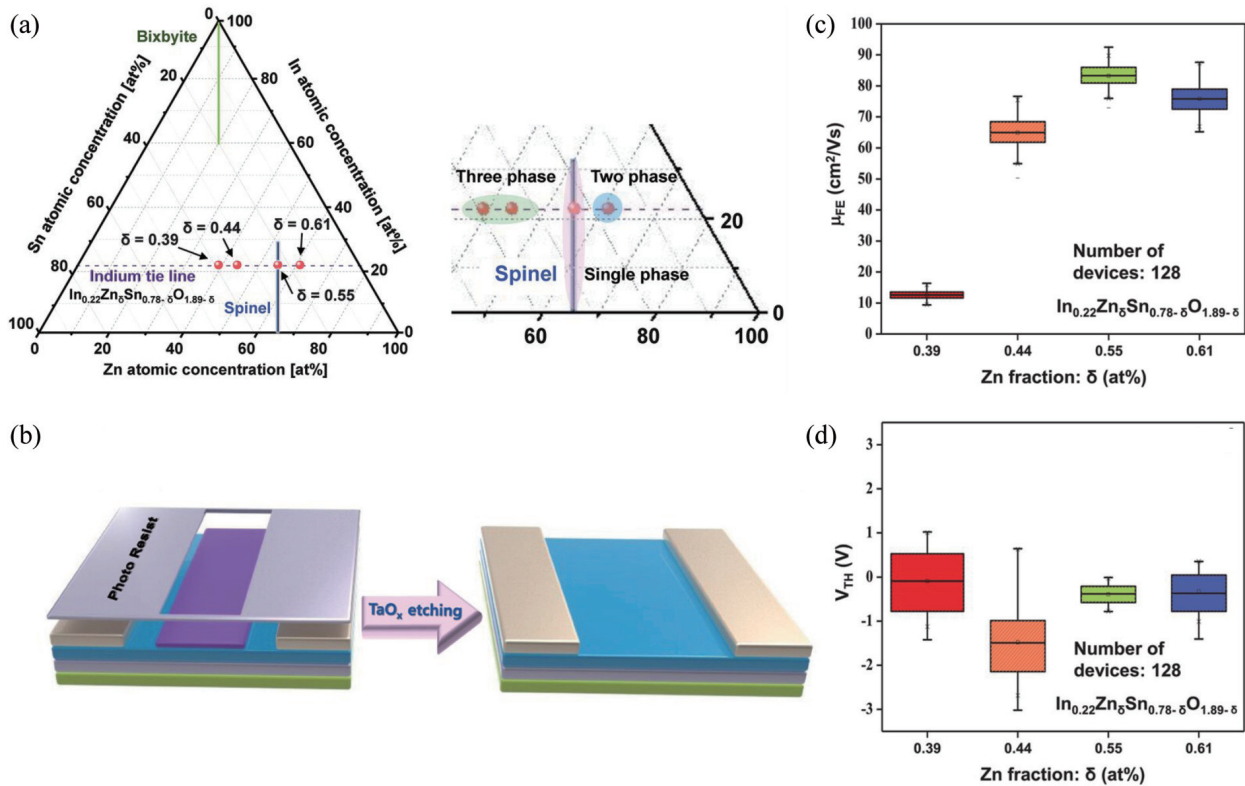 (a)
0
100
Bixbyite
20
80
40
60
60
40
80
20
100
0
Sn atomic concentration [at%]
In atomic concentration [at%]
δ = 0.39
δ = 0.44
δ = 0.61
Indium tie line
In0.22ZnδSn0.78-δO1.89-δ
δ = 0.55
Spinel
0 20 40 60 80 100
Zn atomic concentration [at%]
Three phase
Two phase
20
Spinel
Single phase
0
60 80 100
(b)
Photo Resist
TaOx etching
(c)
100
90
80
70
60
50
40
30
20
10
0
μFE (cm²/Vs)
Number of
devices: 128
In0.22ZnδSn0.78-δO1.89-δ
0.39 0.44 0.55 0.61
Zn fraction: δ (at%)
(d)
3
2
1
0
-1
-2
-3
VTH (V)
Number of
devices: 128
In0.22ZnδSn0.78-δO1.89-δ
0.39 0.44 0.55 0.61
Zn fraction: δ (at%)